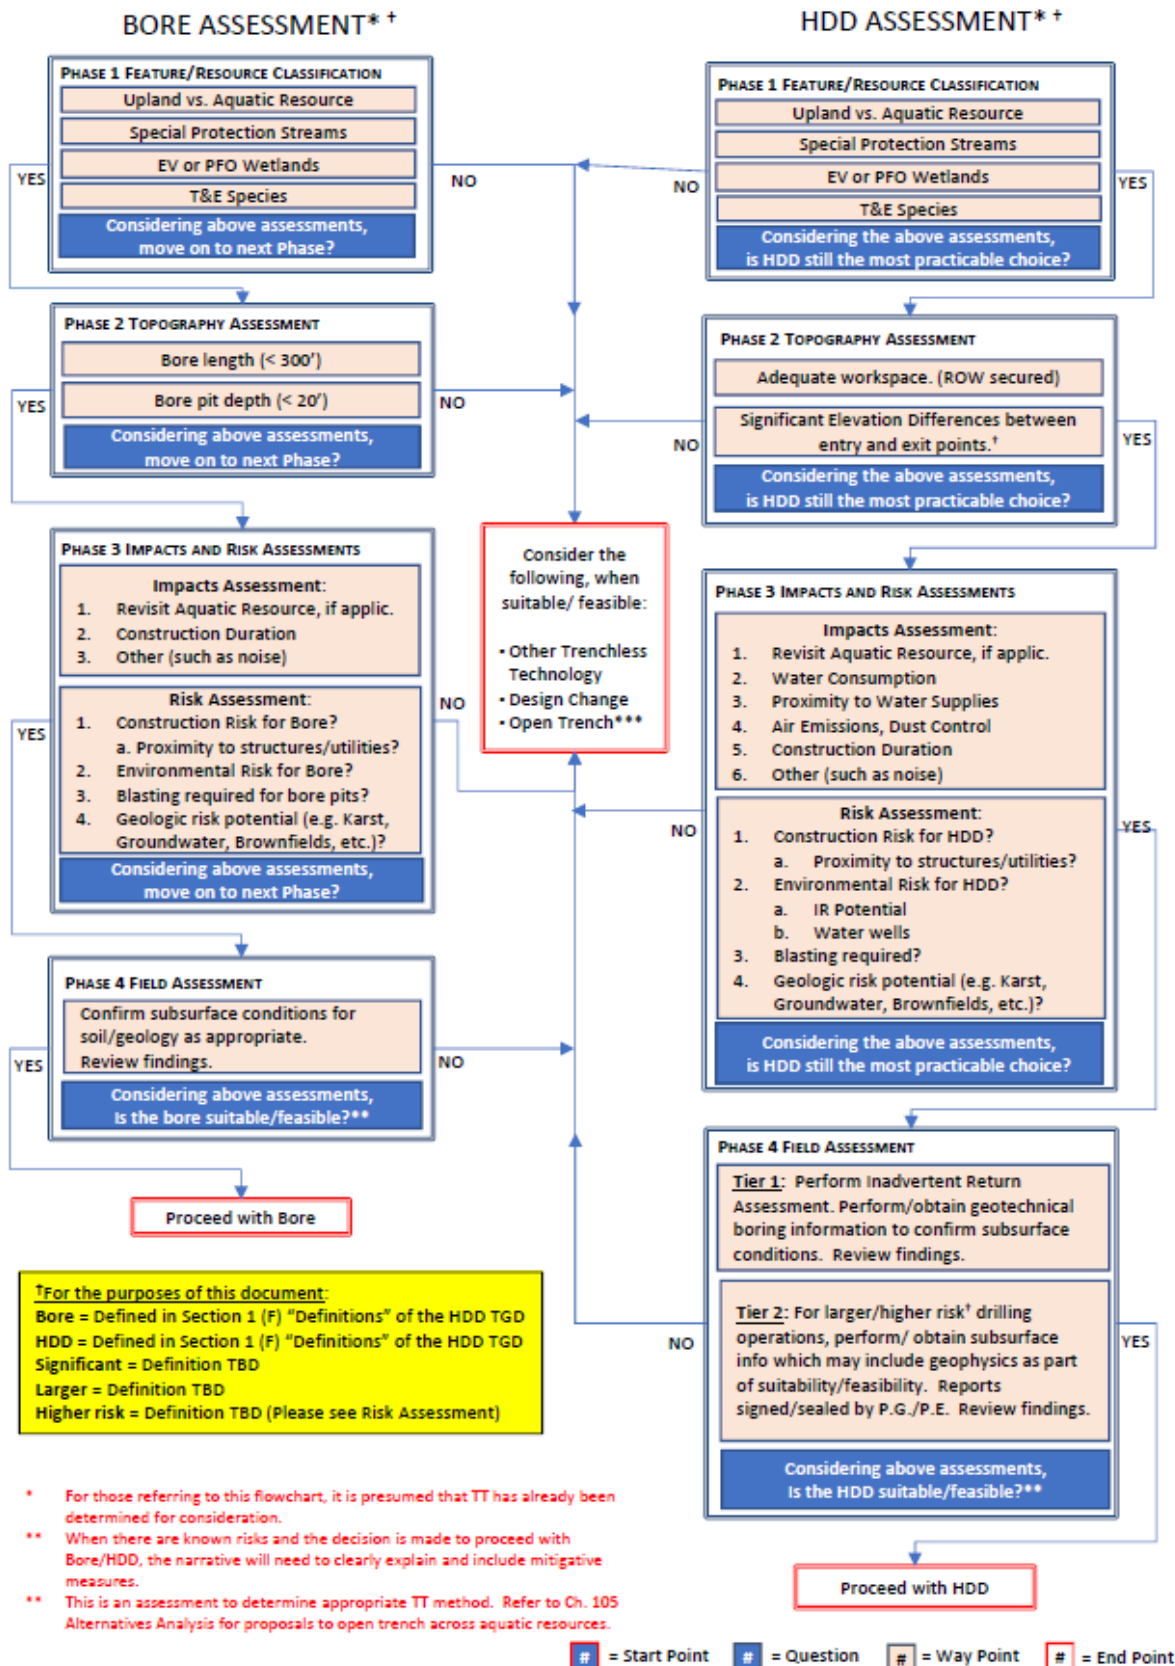 BORE ASSESSMENT* †
PHASE 1 FEATURE/RESOURCE CLASSIFICATION
Upland vs. Aquatic Resource
Special Protection Streams
EV or PFO Wetlands
T&E Species
Considering above assessments,
move on to next Phase?
YES
NO
PHASE 2 TOPOGRAPHY ASSESSMENT
Bore length (< 300')
Bore pit depth (< 20')
Considering above assessments,
move on to next Phase?
YES
NO
PHASE 3 IMPACTS AND RISK ASSESSMENTS
Impacts Assessment:
1. Revisit Aquatic Resource, if applic.
2. Construction Duration
3. Other (such as noise)
Risk Assessment:
1. Construction Risk for Bore?
a. Proximity to structures/utilities?
2. Environmental Risk for Bore?
3. Blasting required for bore pits?
4. Geologic risk potential (e.g. Karst,
Groundwater, Brownfields, etc.)?
Considering above assessments,
move on to next Phase?
YES
NO
PHASE 4 FIELD ASSESSMENT
Confirm subsurface conditions for
soil/geology as appropriate.
Review findings.
Considering above assessments,
Is the bore suitable/feasible?**
YES
NO
Proceed with Bore
Consider the
following, when
suitable/ feasible:
• Other Trenchless
Technology
• Design Change
• Open Trench***
HDD ASSESSMENT* †
PHASE 1 FEATURE/RESOURCE CLASSIFICATION
Upland vs. Aquatic Resource
Special Protection Streams
EV or PFO Wetlands
T&E Species
Considering the above assessments,
is HDD still the most practicable choice?
NO
YES
PHASE 2 TOPOGRAPHY ASSESSMENT
Adequate workspace. (ROW secured)
Significant Elevation Differences between
entry and exit points.†
Considering the above assessments,
is HDD still the most practicable choice?
NO
YES
PHASE 3 IMPACTS AND RISK ASSESSMENTS
Impacts Assessment:
1. Revisit Aquatic Resource, if applic.
2. Water Consumption
3. Proximity to Water Supplies
4. Air Emissions, Dust Control
5. Construction Duration
6. Other (such as noise)
Risk Assessment:
1. Construction Risk for HDD?
a. Proximity to structures/utilities?
2. Environmental Risk for HDD?
a. IR Potential
b. Water wells
3. Blasting required?
4. Geologic risk potential (e.g. Karst,
Groundwater, Brownfields, etc.)?
Considering the above assessments,
is HDD still the most practicable choice?
NO
YES
PHASE 4 FIELD ASSESSMENT
Tier 1: Perform Inadvertent Return
Assessment. Perform/obtain geotechnical
boring information to confirm subsurface
conditions. Review findings.
Tier 2: For larger/higher risk† drilling
operations, perform/ obtain subsurface
info which may include geophysics as part
of suitability/feasibility. Reports
signed/sealed by P.G./P.E. Review findings.
Considering above assessments,
Is the HDD suitable/feasible?**
NO
YES
Proceed with HDD
†For the purposes of this document:
Bore = Defined in Section 1 (F) “Definitions” of the HDD TGD
HDD = Defined in Section 1 (F) “Definitions” of the HDD TGD
Significant = Definition TBD
Larger = Definition TBD
Higher risk = Definition TBD (Please see Risk Assessment)
* For those referring to this flowchart, it is presumed that TT has already been
determined for consideration.
** When there are known risks and the decision is made to proceed with
Bore/HDD, the narrative will need to clearly explain and include mitigative
measures.
** This is an assessment to determine appropriate TT method. Refer to Ch. 105
Alternatives Analysis for proposals to open trench across aquatic resources.
# = Start Point # = Question # = Way Point # = End Point